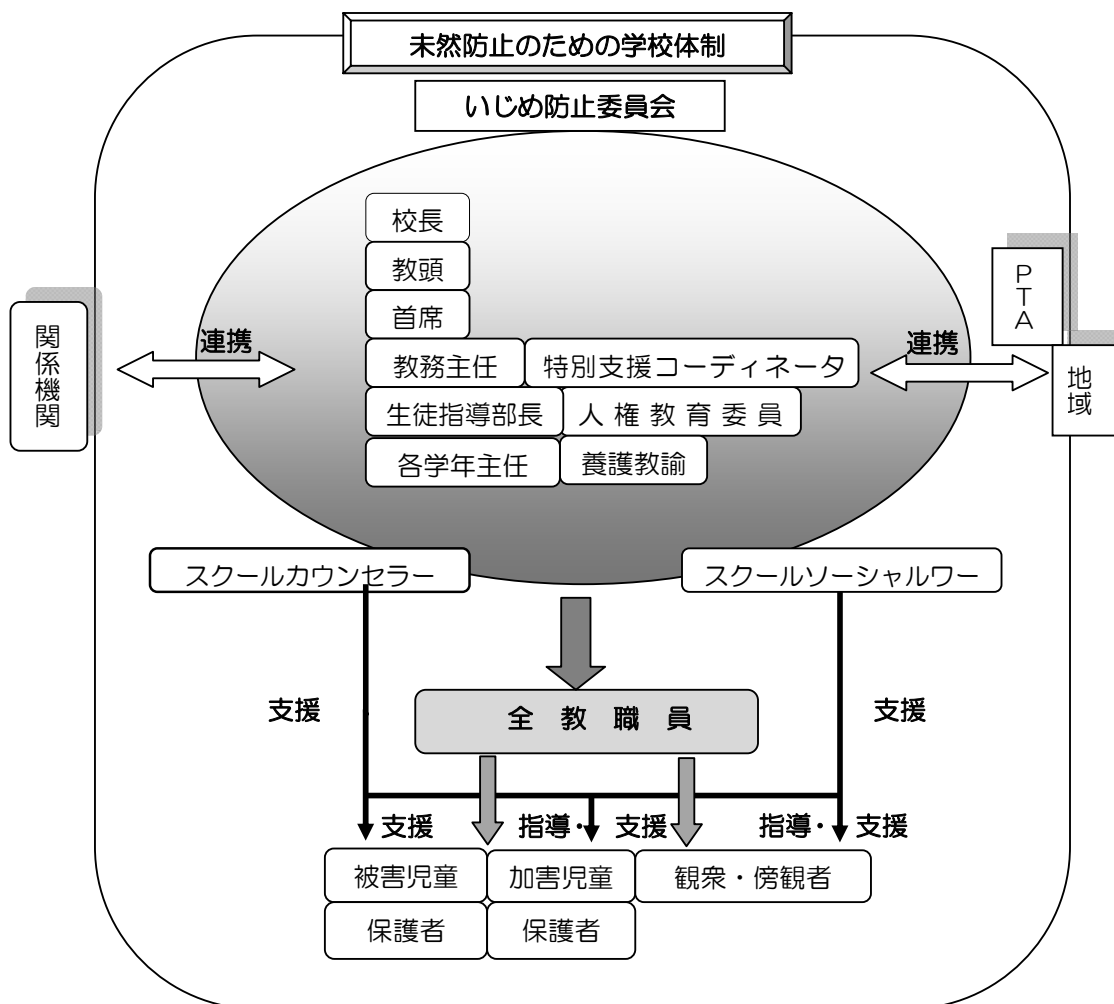 未然防止のための学校体制
いじめ防止委員会
校長
教頭
首席
教務主任 特別支援コーディネータ
生徒指導部長 人権教育委員
各学年主任 養護教諭
関係機関
連携
連携
PTA
地域
スクールカウンセラー
スクールソーシャルワー
支援
全教職員
支援
支援 指導・ 支援 指導・ 支援
被害児童 加害児童 観衆・傍観者
保護者 保護者